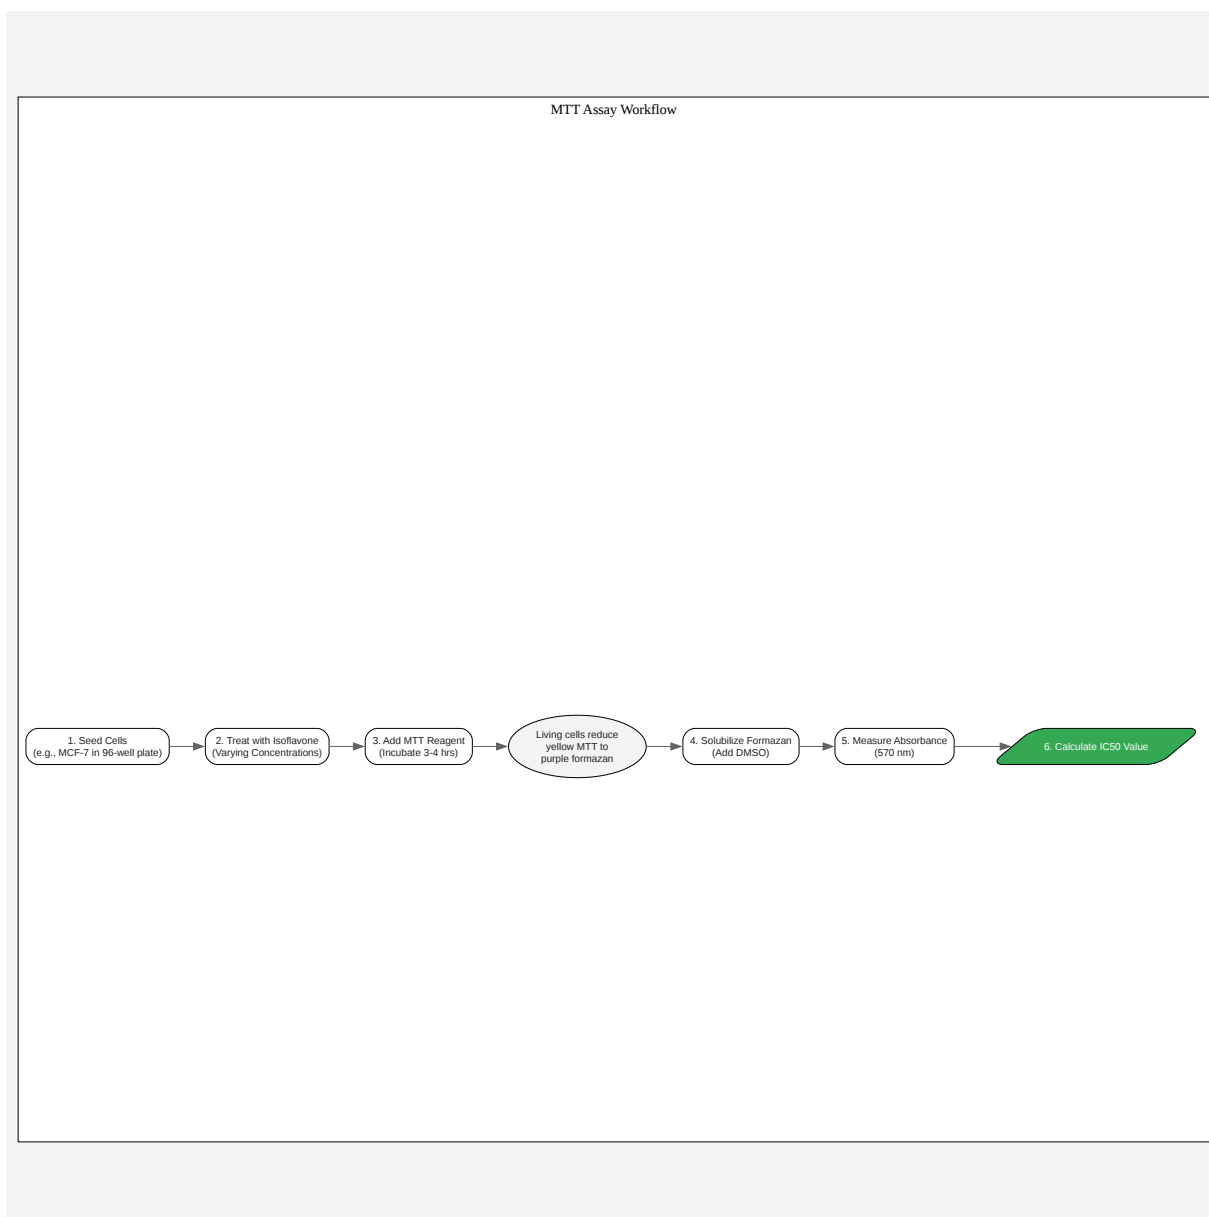 MTT Assay Workflow
1. Seed Cells
(e.g., MCF-7 in 96-well plate)
2. Treat with Isoflavone
(Varying Concentrations)
3. Add MTT Reagent
(Incubate 3-4 hrs)
Living cells reduce
yellow MTT to
purple formazan
4. Solubilize Formazan
(Add DMSO)
5. Measure Absorbance
(570 nm)
6. Calculate IC50 Value